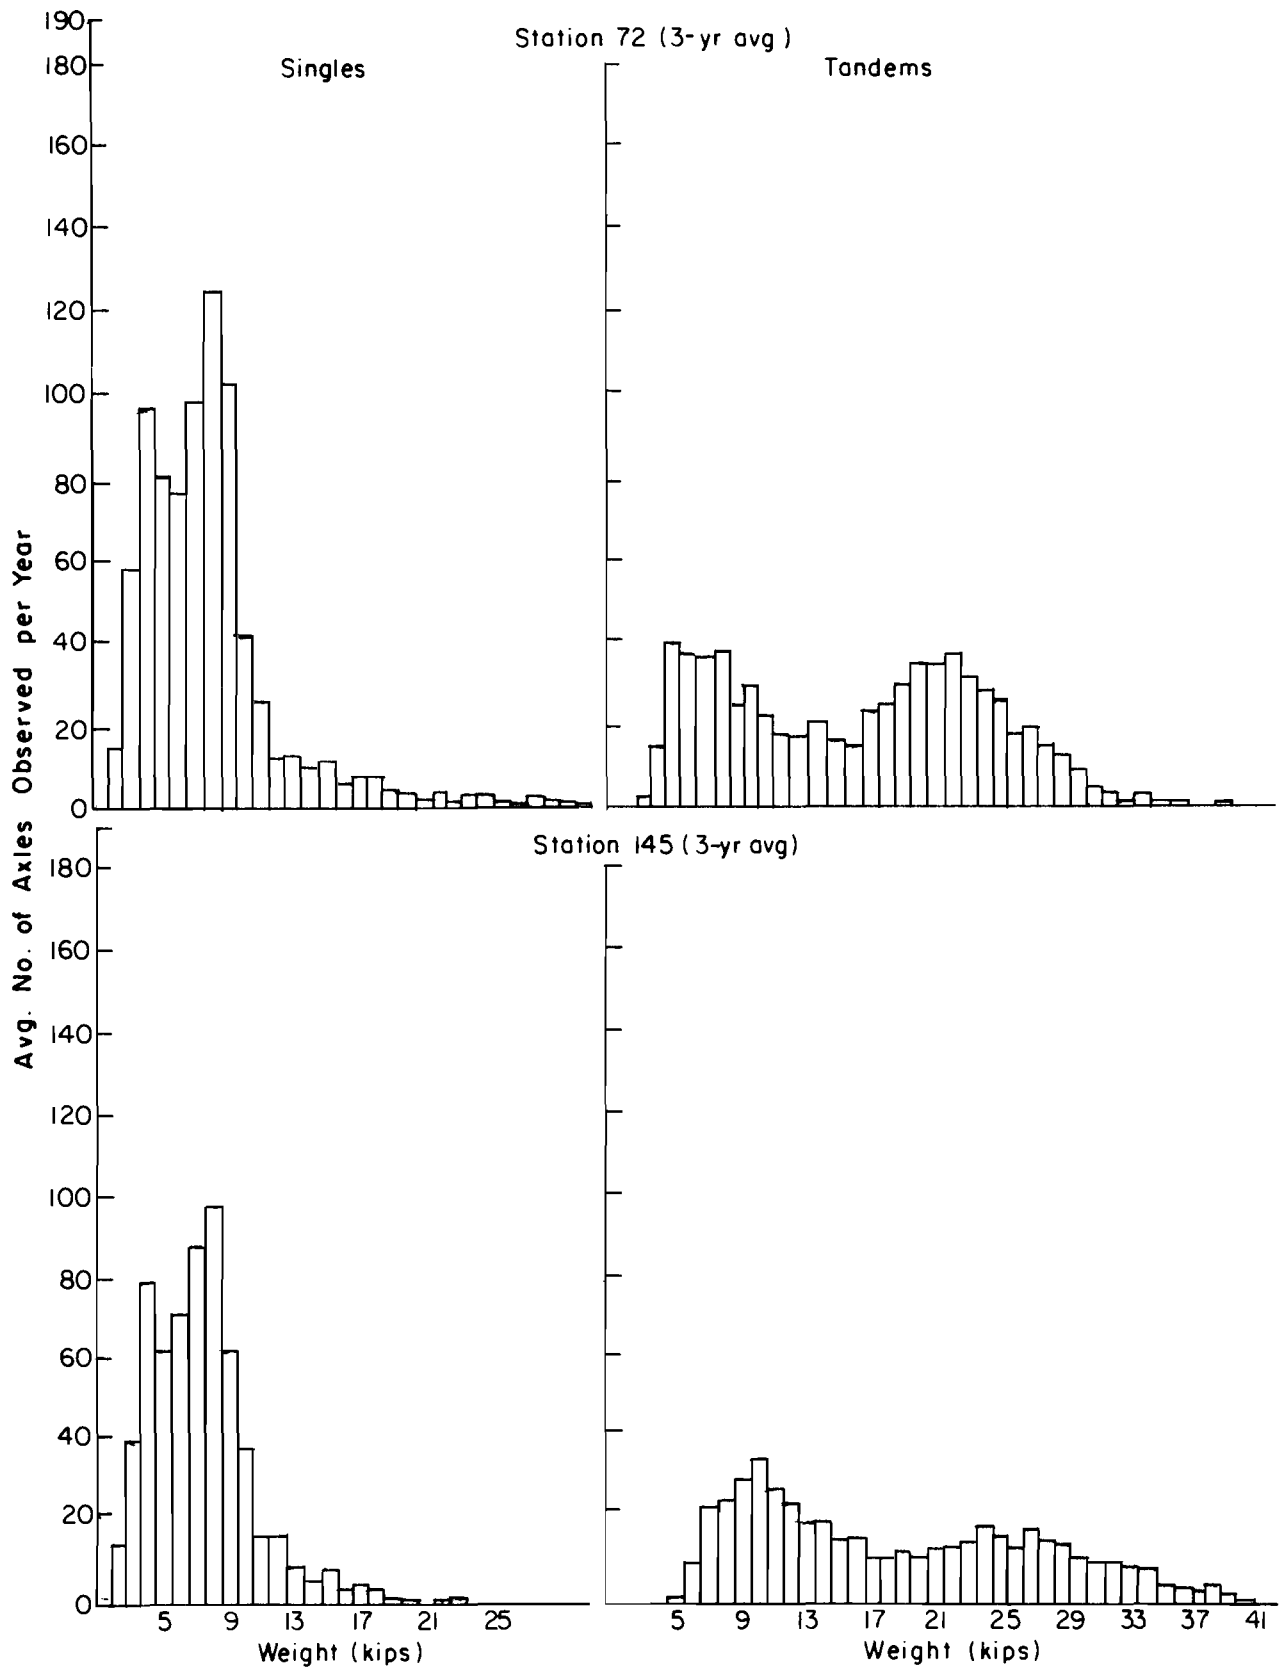 Station 72 (3-yr avg)
Singles
Tandems
190
180
160
140
120
100
80
60
40
20
0
Avg. No. of Axles Observed per Year
Station 145 (3-yr avg)
180
160
140
120
100
80
60
40
20
0
5 9 13 17 21 25
Weight (kips)
5 9 13 17 21 25 29 33 37 41
Weight (kips)